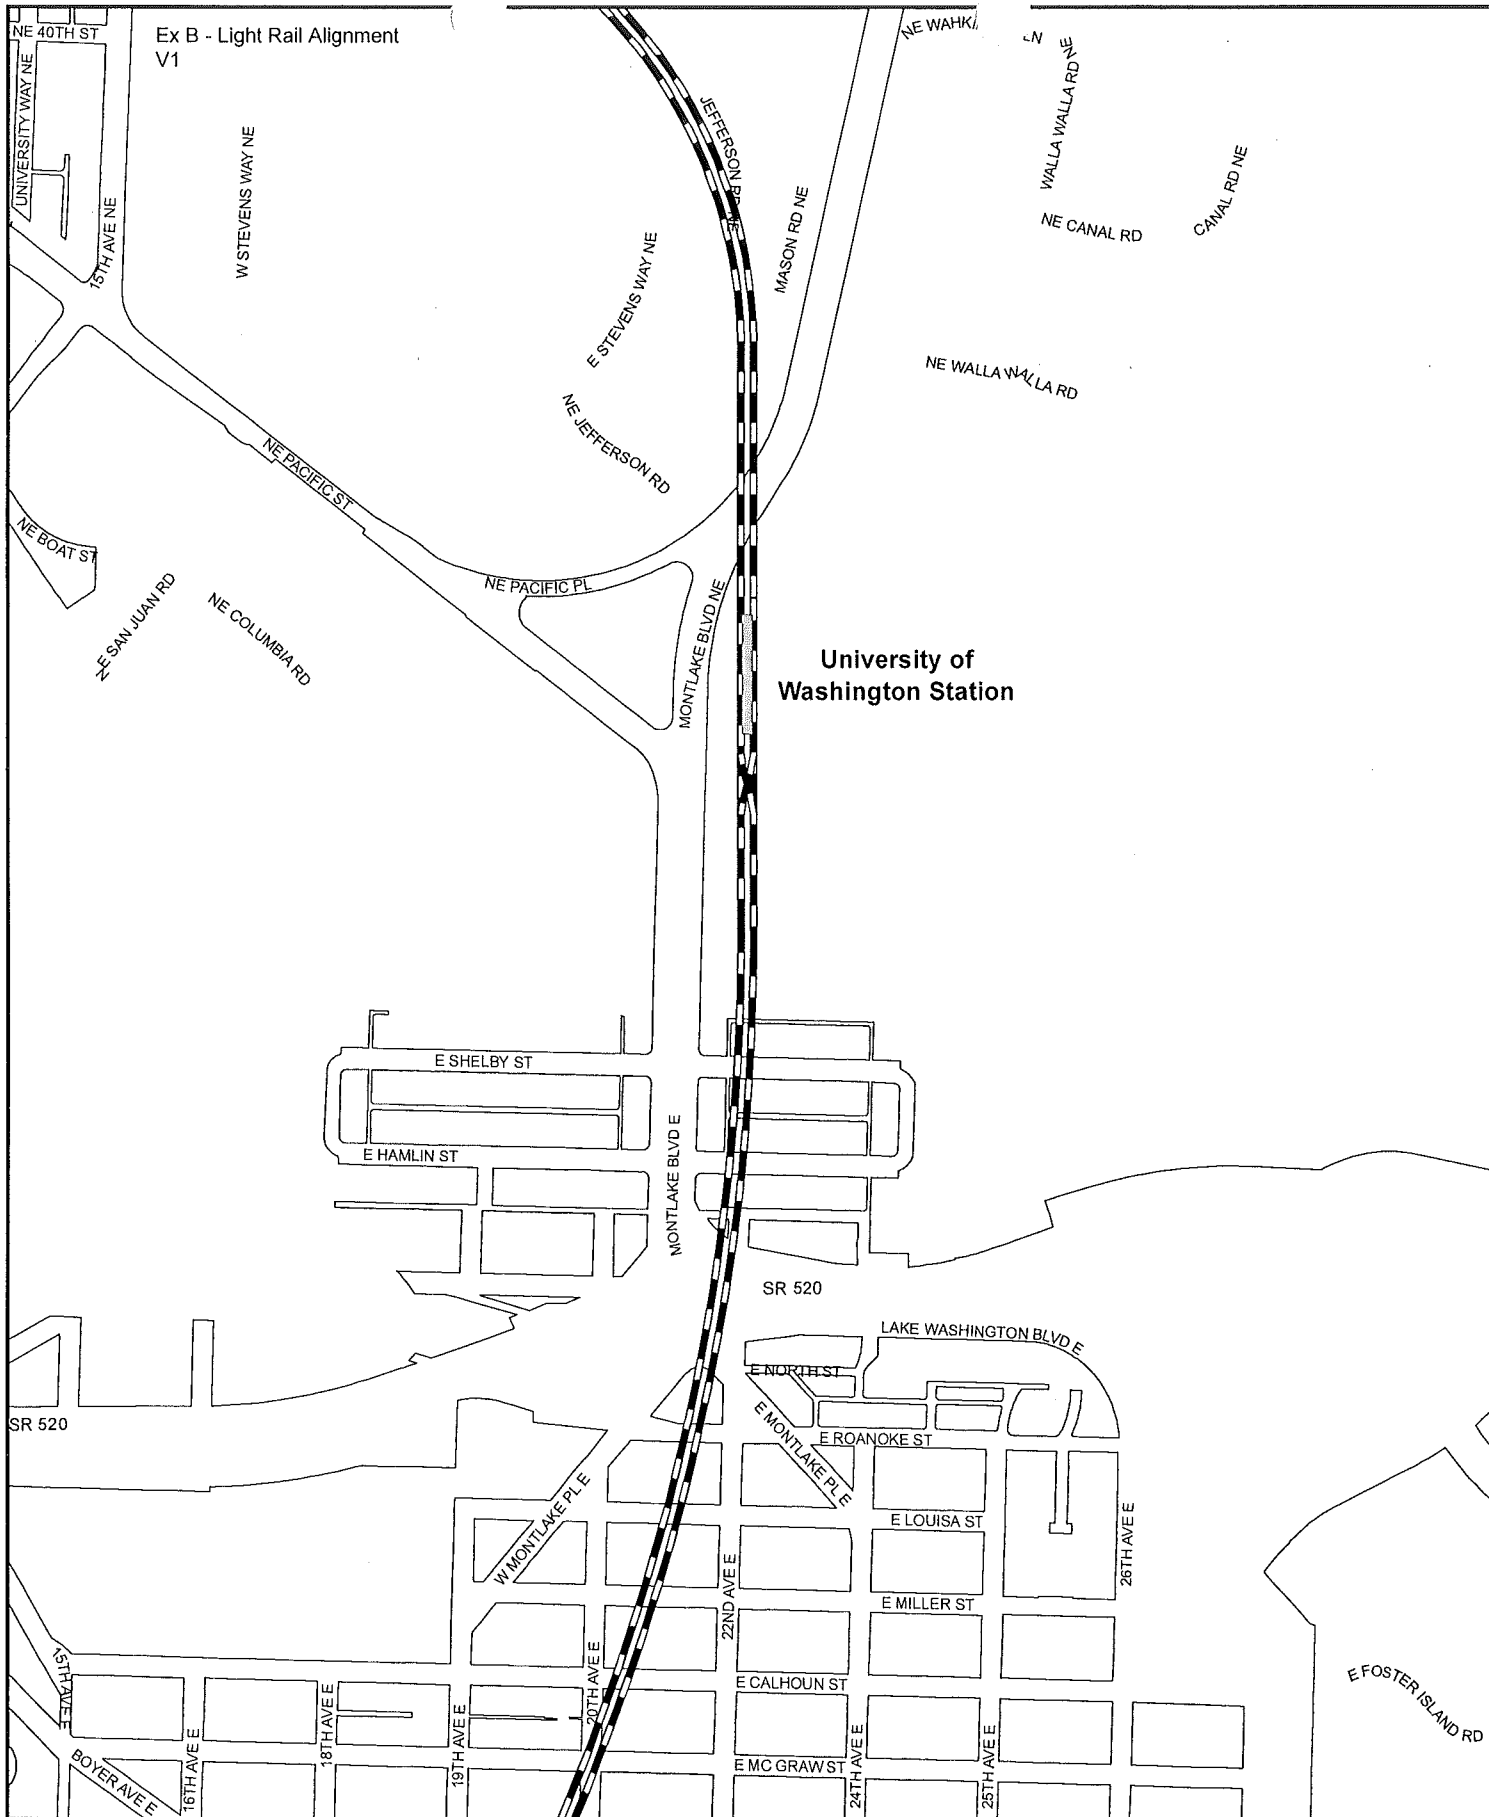 NE 40TH ST
Ex B - Light Rail Alignment
V1
NE WAHK
LN
UNIVERSITY WAY NE
WALLA WALLA RD NE
JEFFERSON RD NE
W STEVENS WAY NE
CANAL RD NE
15TH AVE NE
MASON RD NE
NE CANAL RD
E STEVENS WAY NE
NE WALLA WALLA RD
NE JEFFERSON RD
NE PACIFIC ST
NE BOAT ST
NE PACIFIC PL
NE SAN JUAN RD
NE COLUMBIA RD
MONTLAKE BLVD NE
University of
Washington Station
E SHELBY ST
E HAMLIN ST
MONTLAKE BLVD E
SR 520
LAKE WASHINGTON BLVD E
E NORTH ST
SR 520
E MONTLAKE PL E
E ROANOKE ST
W MONTLAKE PL E
E LOUISA ST
26TH AVE E
22ND AVE E
E MILLER ST
15TH AVE E
20TH AVE E
E CALHOUN ST
E FOSTER ISLAND RD
18TH AVE E
19TH AVE E
16TH AVE E
BOYER AVE E
E MC GRAW ST
24TH AVE E
25TH AVE E